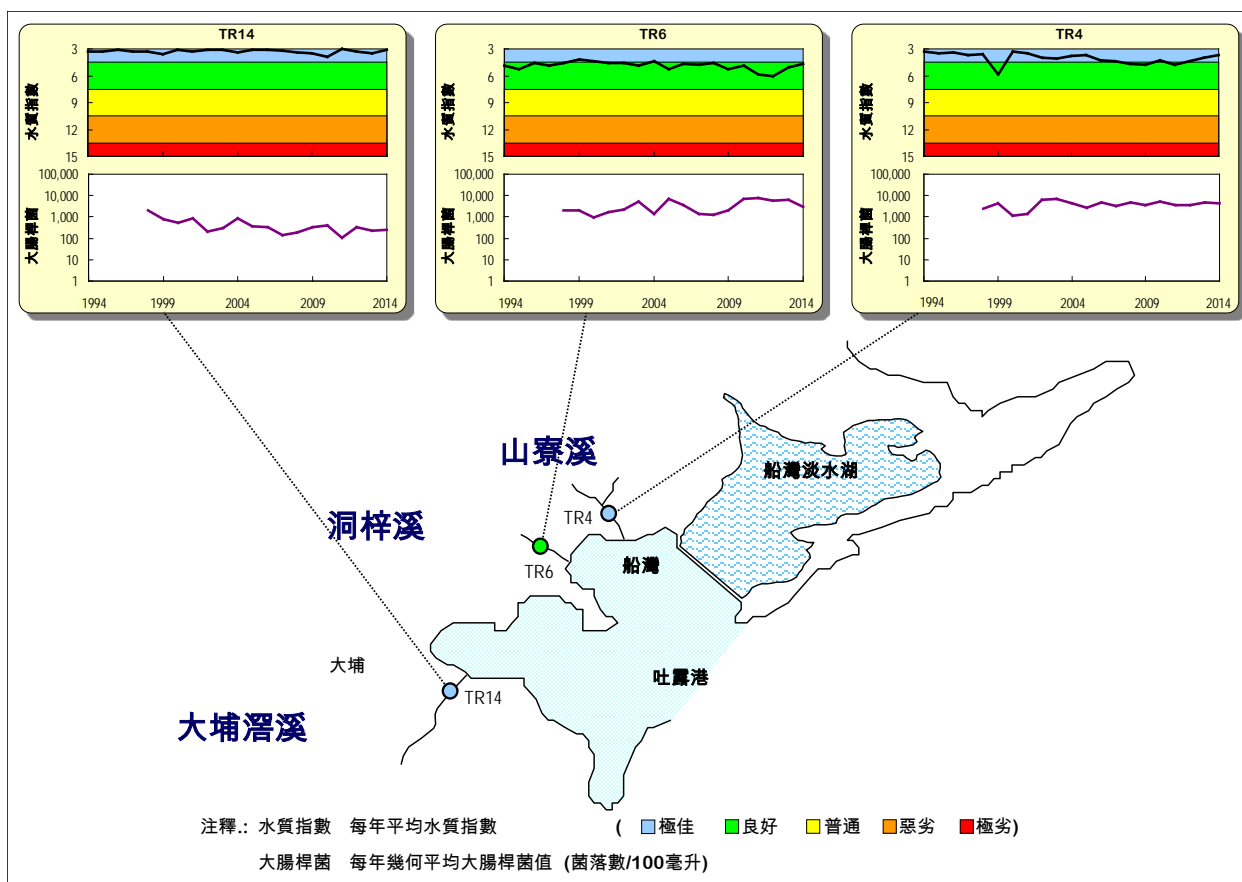 TR14
3
6
9
12
15
水質指數
100,000
10,000
1,000
100
10
1
大腸桿菌
1994 1999 2004 2009 2014
TR6
3
6
9
12
15
水質指數
100,000
10,000
1,000
100
10
1
大腸桿菌
1994 1999 2004 2009 2014
TR4
3
6
9
12
15
水質指數
100,000
10,000
1,000
100
10
1
大腸桿菌
1994 1999 2004 2009 2014
山寮溪
船灣淡水湖
洞梓溪
TR4
TR6
船灣
大埔
吐露港
TR14
大埔滘溪
注釋.: 水質指數 每年平均水質指數 ( 極佳 良好 普通 惡劣 極劣)
大腸桿菌 每年幾何平均大腸桿菌值 (菌落數/100毫升)